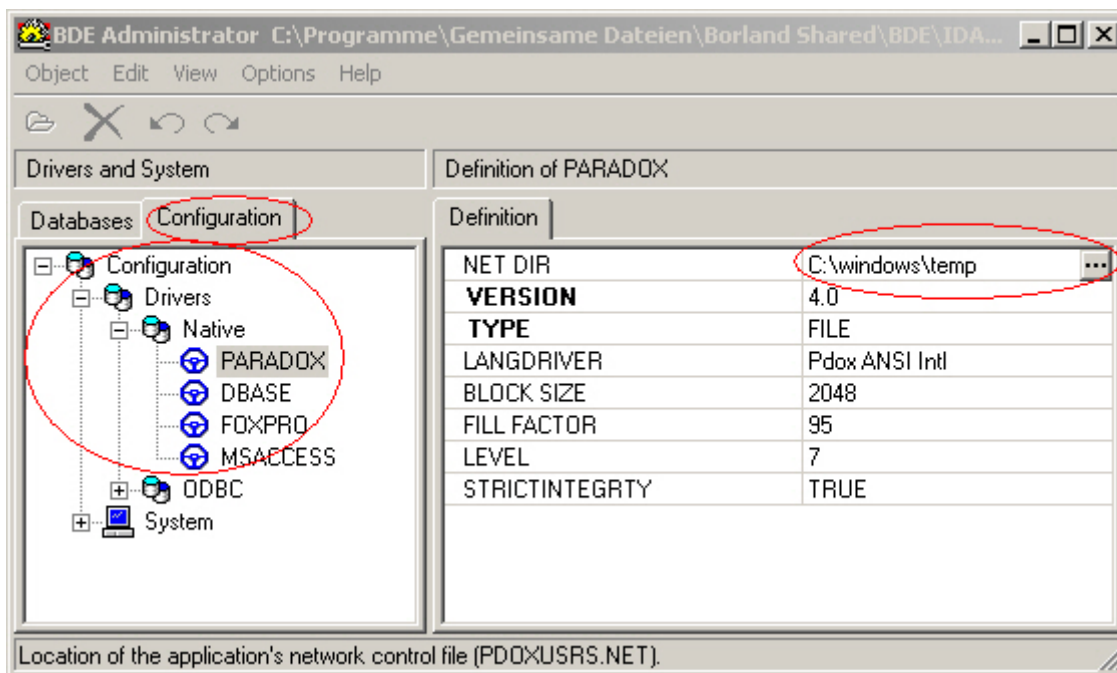 BDE Administrator C:\Programme\Gemeinsame Dateien\Borland Shared\BDE\IDA...
Object Edit View Options Help
Drivers and System
Definition of PARADOX
Databases Configuration
Definition
Configuration
Drivers
Native
PARADOX
DBASE
FOXPRO
MSACCESS
ODBC
System
NET DIR C:\windows\temp ...
VERSION 4.0
TYPE FILE
LANGDRIVER Pdox ANSI Intl
BLOCK SIZE 2048
FILL FACTOR 95
LEVEL 7
STRICTINTEGRTY TRUE
Location of the application's network control file (PDOXUSRS.NET).